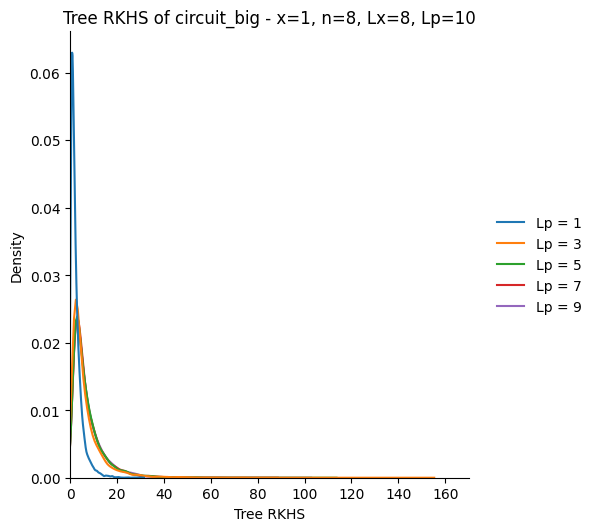 Tree RKHS of circuit_big - x=1, n=8, Lx=8, Lp=10
0.06
0.05
0.04
0.03
0.02
0.01
0.00
Density
0 20 40 60 80 100 120 140 160
Tree RKHS
Lp = 1
Lp = 3
Lp = 5
Lp = 7
Lp = 9